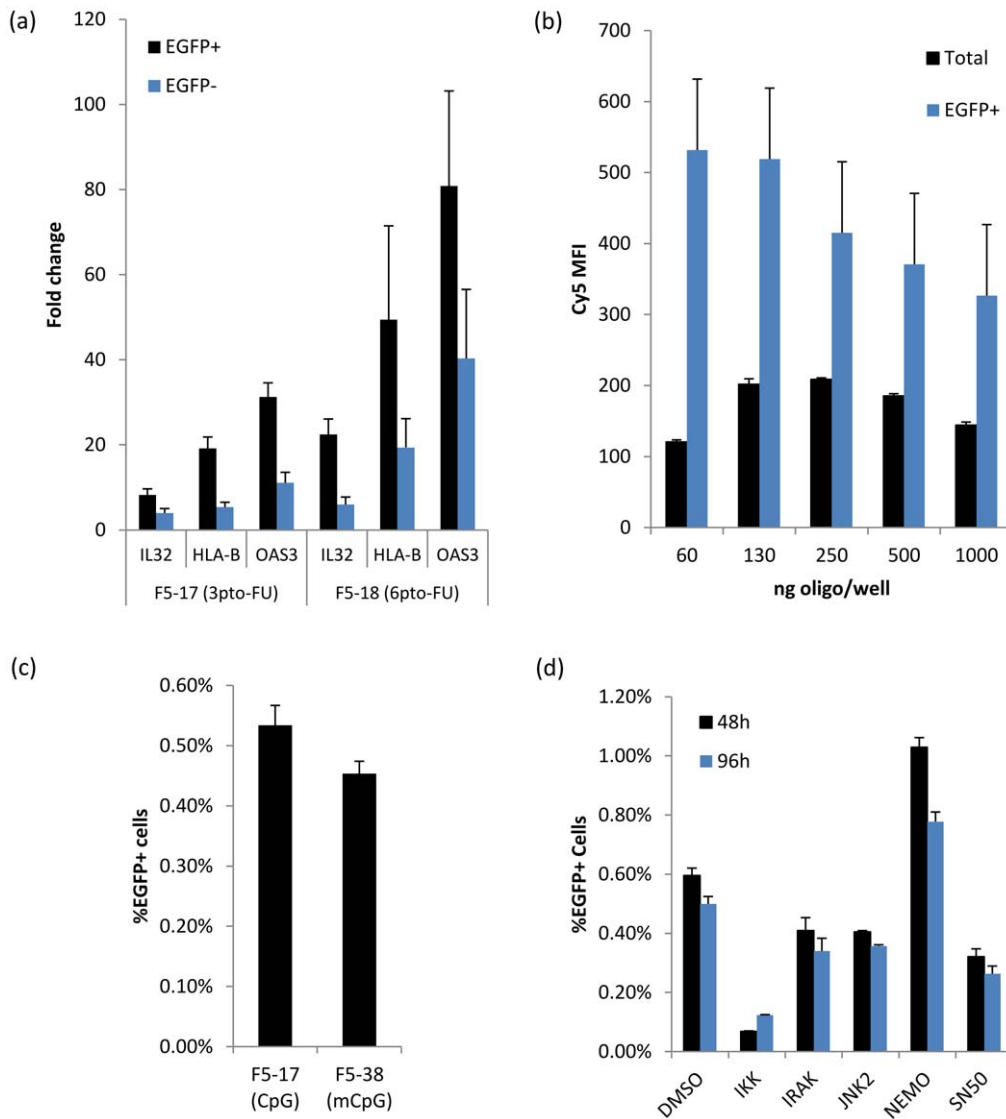 (a)
120
100
80
60
40
20
0
Fold change
EGFP+
EGFP-
IL32 HLA-B OAS3 IL32 HLA-B OAS3
F5-17 (3pto-FU) F5-18 (6pto-FU)
(b)
700
600
500
400
300
200
100
0
Cy5 MFI
Total
EGFP+
60 130 250 500 1000
ng oligo/well
(c)
0.60%
0.50%
0.40%
0.30%
0.20%
0.10%
0.00%
%EGFP+ cells
F5-17 F5-38
(CpG) (mCpG)
(d)
1.20%
1.00%
0.80%
0.60%
0.40%
0.20%
0.00%
%EGFP+ Cells
48h
96h
DMSO IKK IRAK JNK2 NEMO SN50